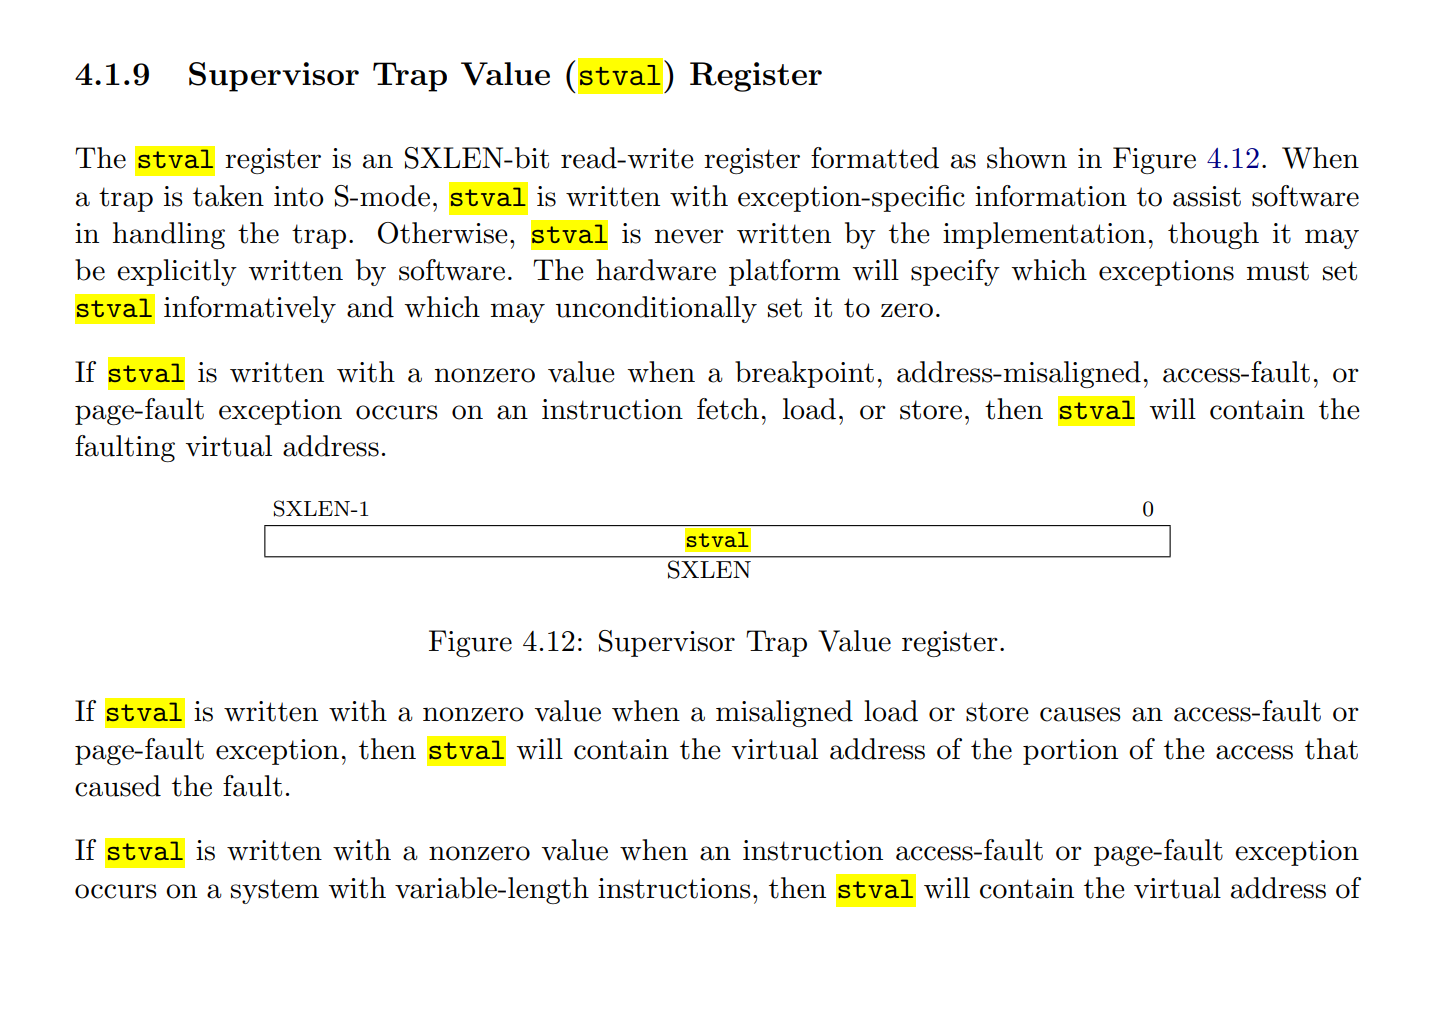 4.1.9 Supervisor Trap Value (stval) Register
The stval register is an SXLEN-bit read-write register formatted as shown in Figure 4.12. When
a trap is taken into S-mode, stval is written with exception-specific information to assist software
in handling the trap. Otherwise, stval is never written by the implementation, though it may
be explicitly written by software. The hardware platform will specify which exceptions must set
stval informatively and which may unconditionally set it to zero.
If stval is written with a nonzero value when a breakpoint, address-misaligned, access-fault, or
page-fault exception occurs on an instruction fetch, load, or store, then stval will contain the
faulting virtual address.
SXLEN-1 0
stval
SXLEN
Figure 4.12: Supervisor Trap Value register.
If stval is written with a nonzero value when a misaligned load or store causes an access-fault or
page-fault exception, then stval will contain the virtual address of the portion of the access that
caused the fault.
If stval is written with a nonzero value when an instruction access-fault or page-fault exception
occurs on a system with variable-length instructions, then stval will contain the virtual address of